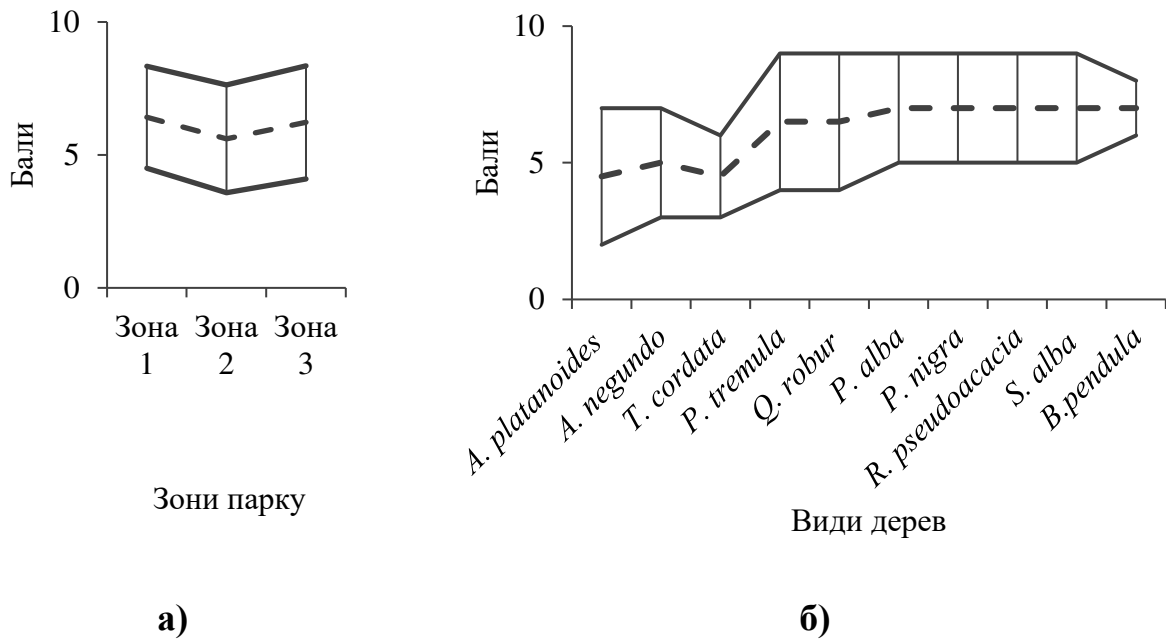 10
5
0
Бали
Зона 1
Зона 2
Зона 3
Зони парку
а)
10
5
0
Бали
A. platanoides
A. negundo
T. cordata
P. tremula
Q. robur
P. alba
P. nigra
R. pseudoacacia
S. alba
B.pendula
Види дерев
б)